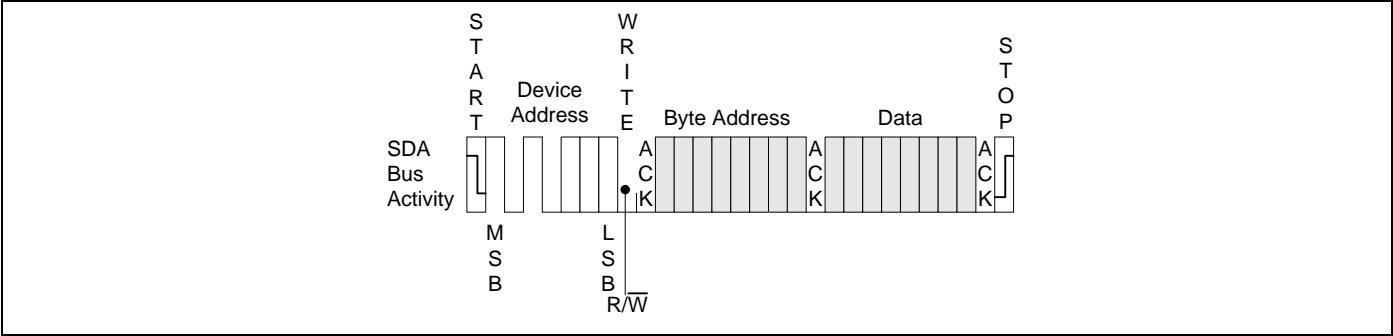 START
WRITE
STOP
Device
Address
Byte Address
Data
SDA
Bus
Activity
ACK
ACK
ACK
MSB
LSB
R/W̅